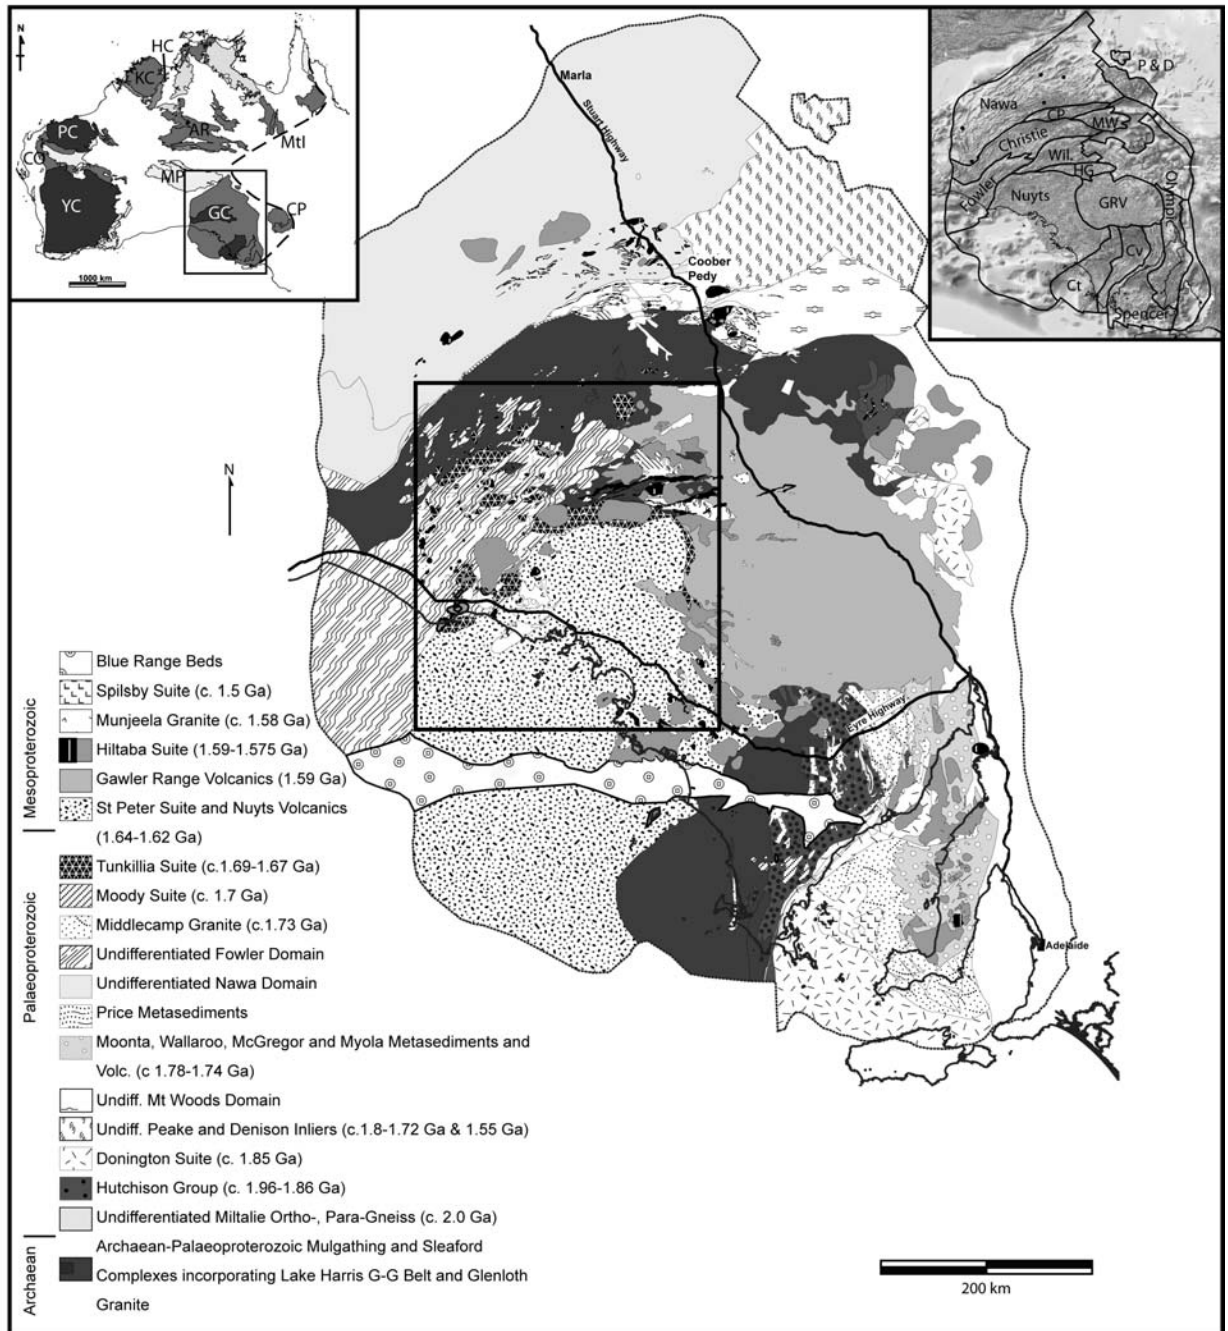 N
HC
KC
PC
AR
CO
MtI
MP
YC
GC
CP
1000 km
Marla
Stuart Highway
P & D
Nawa
CP
MW
Christie
Wil.
HG
Fowler
Nuyts
GRV
Olympic
Cv
Ct
Spencer
Coober
Pedy
N
Eyre Highway
Adelaide
Mesoproterozoic
Blue Range Beds
Spilsby Suite (c. 1.5 Ga)
Munjeela Granite (c. 1.58 Ga)
Hiltaba Suite (1.59-1.575 Ga)
Gawler Range Volcanics (1.59 Ga)
St Peter Suite and Nuyts Volcanics
(1.64-1.62 Ga)
Palaeoproterozoic
Tunkillia Suite (c.1.69-1.67 Ga)
Moody Suite (c. 1.7 Ga)
Middlecamp Granite (c.1.73 Ga)
Undifferentiated Fowler Domain
Undifferentiated Nawa Domain
Price Metasediments
Moonta, Wallaroo, McGregor and Myola Metasediments and
Volc. (c 1.78-1.74 Ga)
Undiff. Mt Woods Domain
Undiff. Peake and Denison Inliers (c.1.8-1.72 Ga & 1.55 Ga)
Donington Suite (c. 1.85 Ga)
Hutchison Group (c. 1.96-1.86 Ga)
Undifferentiated Miltalie Ortho-, Para-Gneiss (c. 2.0 Ga)
Archaean
Archaean-Palaeoproterozoic Mulgathing and Sleaford
Complexes incorporating Lake Harris G-G Belt and Glenloth
Granite
200 km